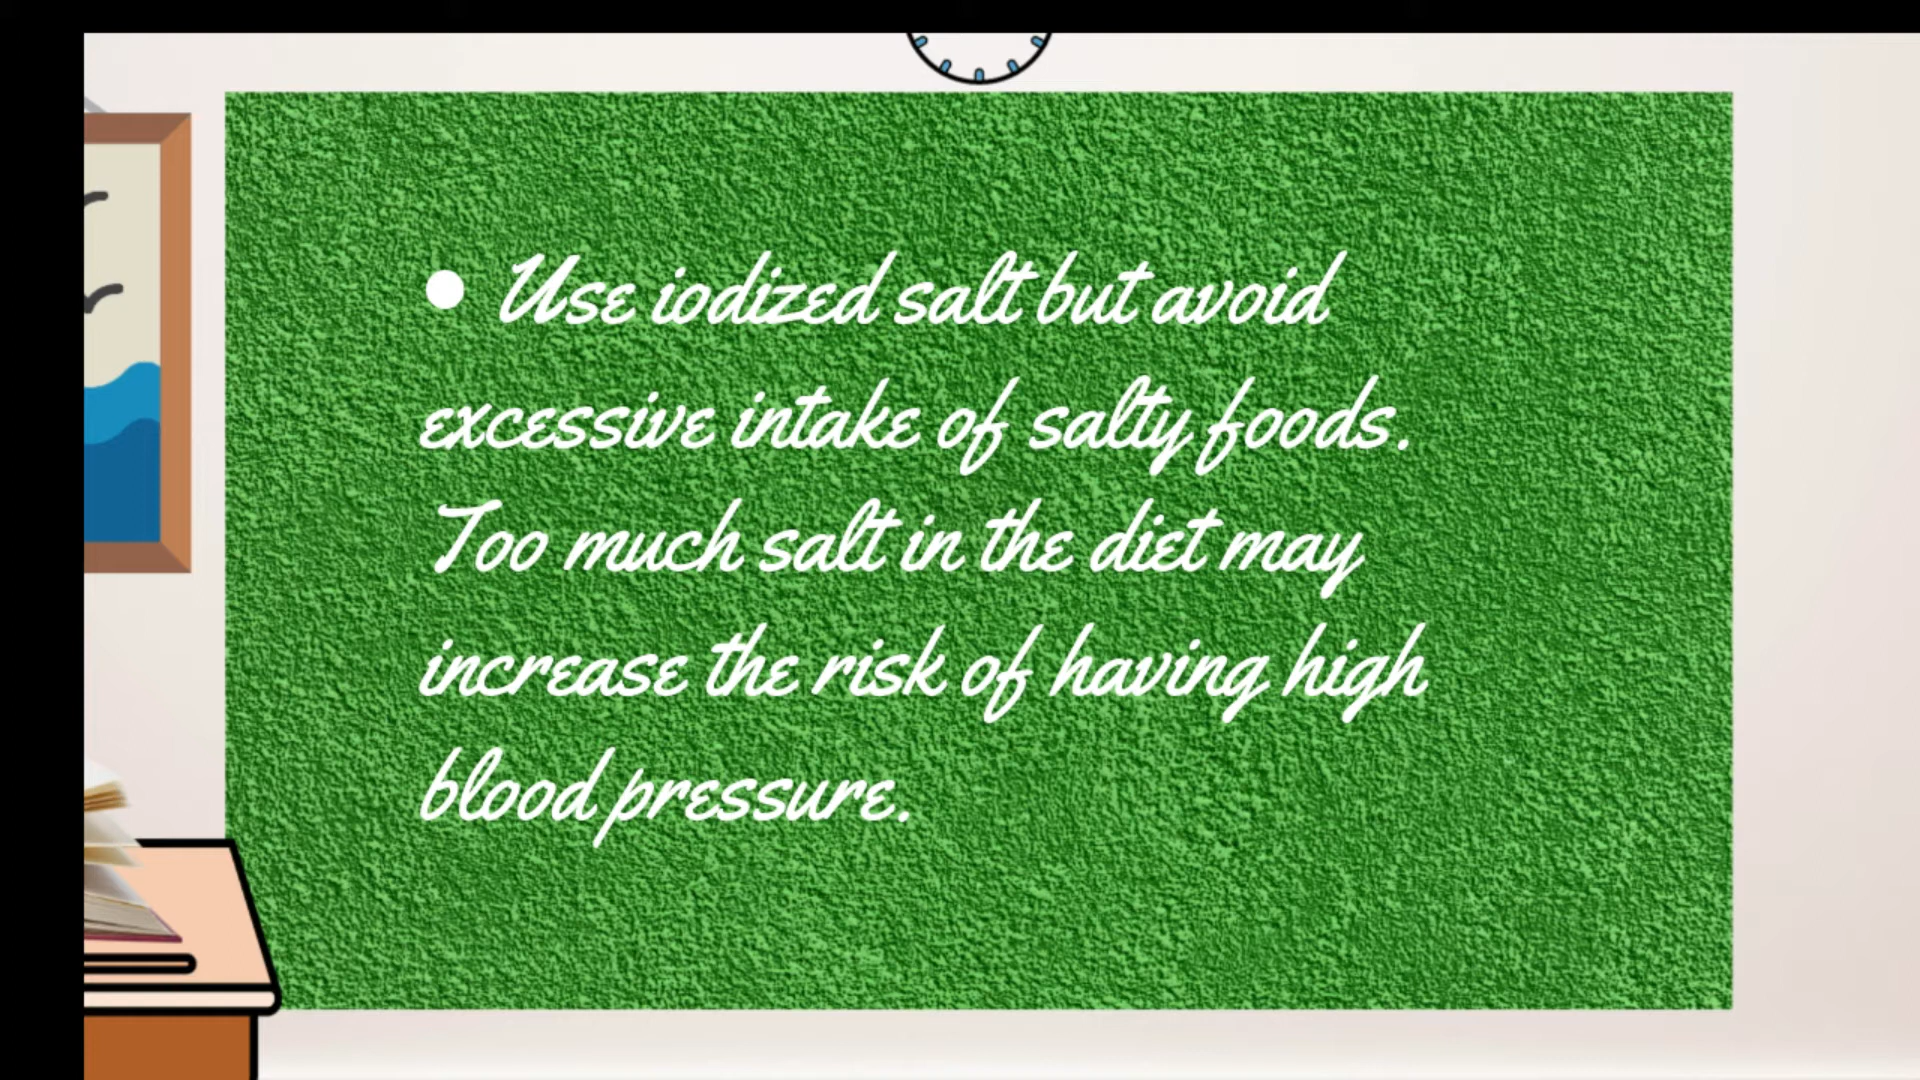 • Use iodized salt but avoid
excessive intake of salty foods.
Too much salt in the diet may
increase the risk of having high
blood pressure.